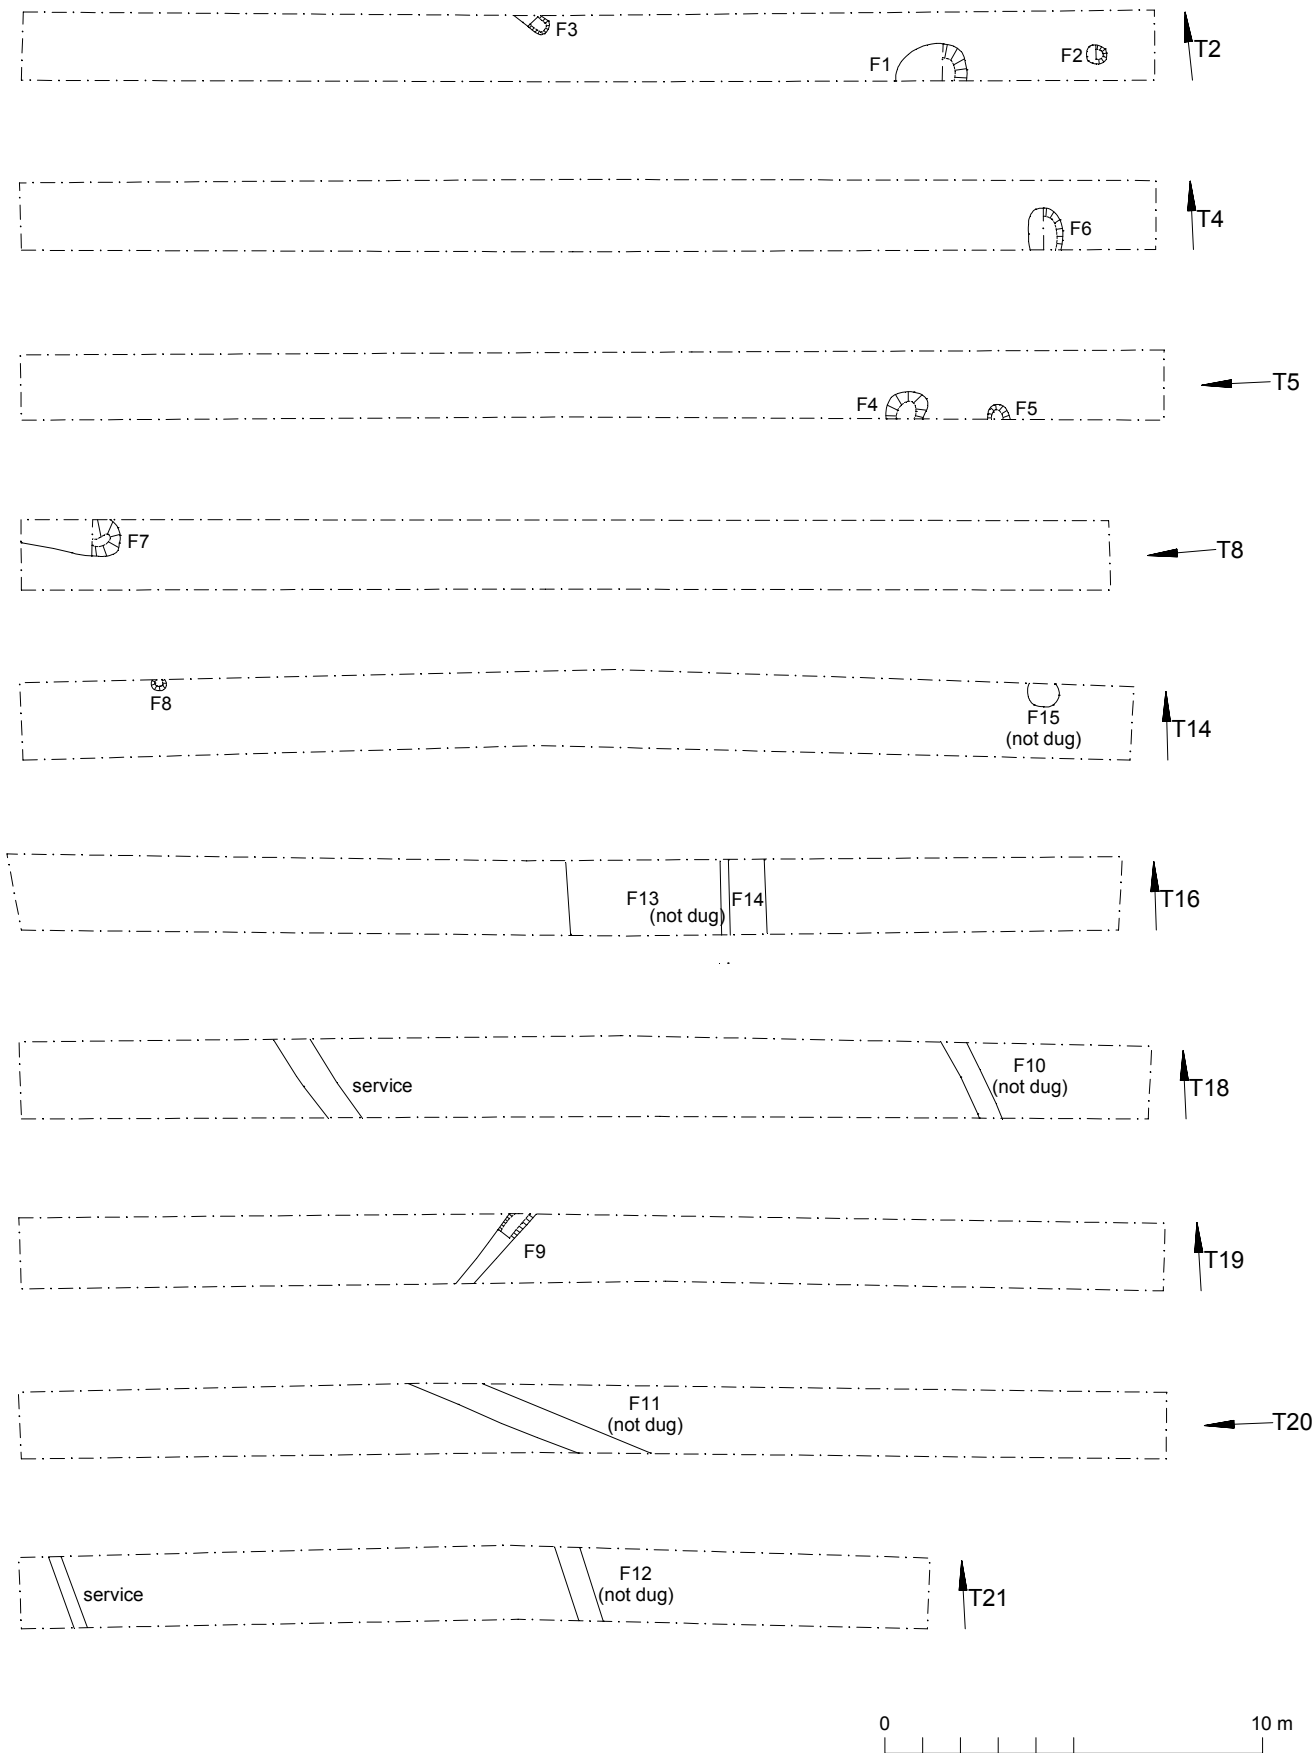 F3
F1
F2
T2
F6
T4
F4
F5
T5
F7
T8
F8
F15
(not dug)
T14
F13
(not dug)
F14
T16
service
F10
(not dug)
T18
F9
T19
F11
(not dug)
T20
service
F12
(not dug)
T21
0
10 m